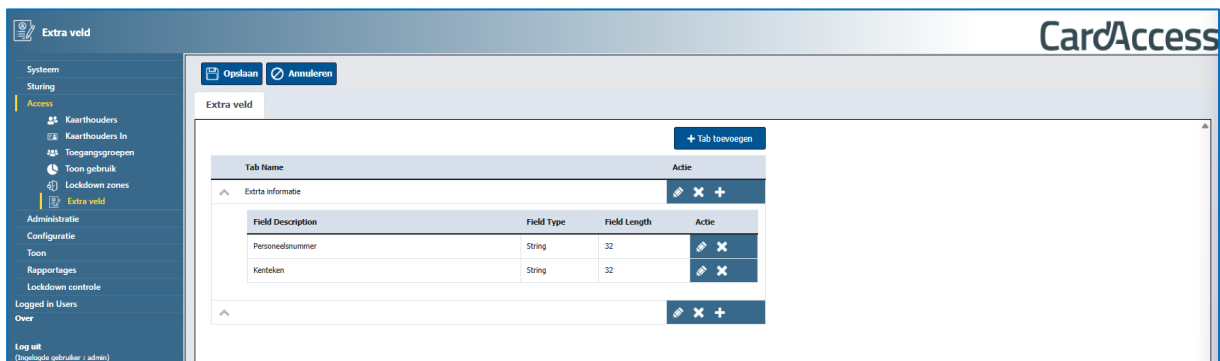 Extra veld
CardAccess
Systeem
Sturing
Access
Kaarthouders
Kaarthouders In
Toegangsgroepen
Toon gebruik
Lockdown zones
Extra veld
Administratie
Configuratie
Toon
Rapportages
Lockdown controle
Logged in Users
Over
Log uit
(Ingelogde gebruiker : admin)
Opslaan Annuleren
Extra veld
+ Tab toevoegen
Tab Name Actie
Extrta informatie
Field Description Field Type Field Length Actie
Personeelsnummer String 32
Kenteken String 32